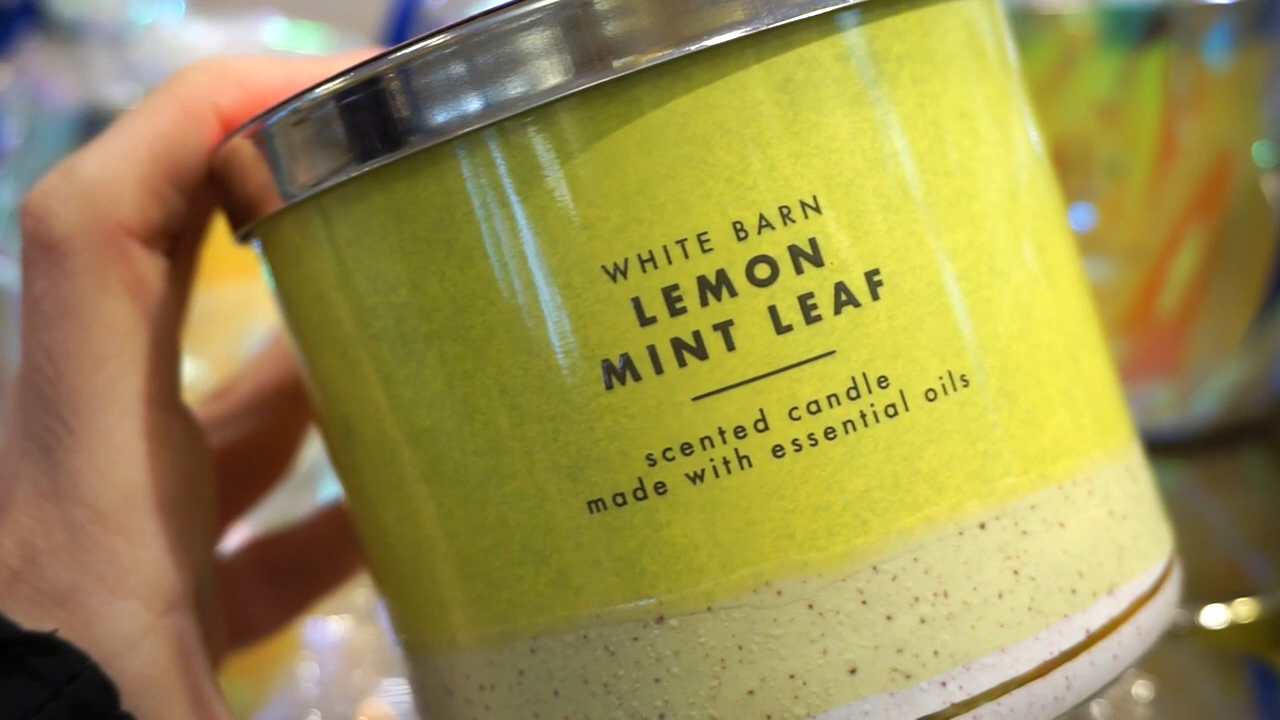 WHITE BARN
LEMON
MINT LEAF
scented candle
made with essential oils